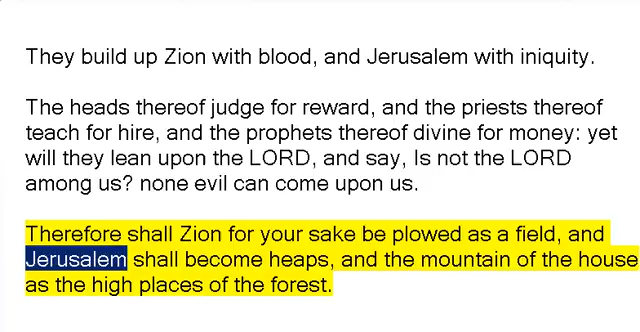 They build up Zion with blood, and Jerusalem with iniquity.
The heads thereof judge for reward, and the priests thereof
teach for hire, and the prophets thereof divine for money: yet
will they lean upon the LORD, and say, Is not the LORD
among us? none evil can come upon us.
Therefore shall Zion for your sake be plowed as a field, and
Jerusalem shall become heaps, and the mountain of the house
as the high places of the forest.